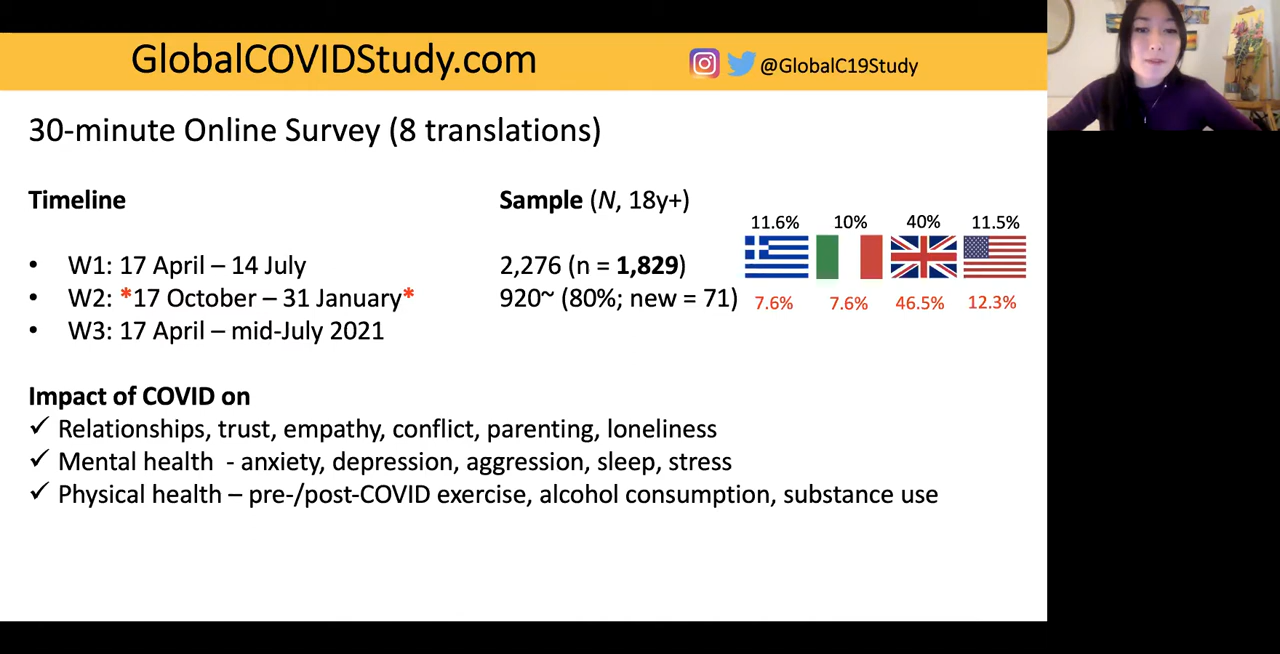 GlobalCOVIDStudy.com
@GlobalC19Study
30-minute Online Survey (8 translations)
Timeline
Sample (N, 18y+)
11.6% 10% 40% 11.5%
• W1: 17 April – 14 July
2,276 (n = 1,829)
• W2: *17 October – 31 January*
920~ (80%; new = 71)
7.6% 7.6% 46.5% 12.3%
• W3: 17 April – mid-July 2021
Impact of COVID on
✓ Relationships, trust, empathy, conflict, parenting, loneliness
✓ Mental health - anxiety, depression, aggression, sleep, stress
✓ Physical health – pre-/post-COVID exercise, alcohol consumption, substance use